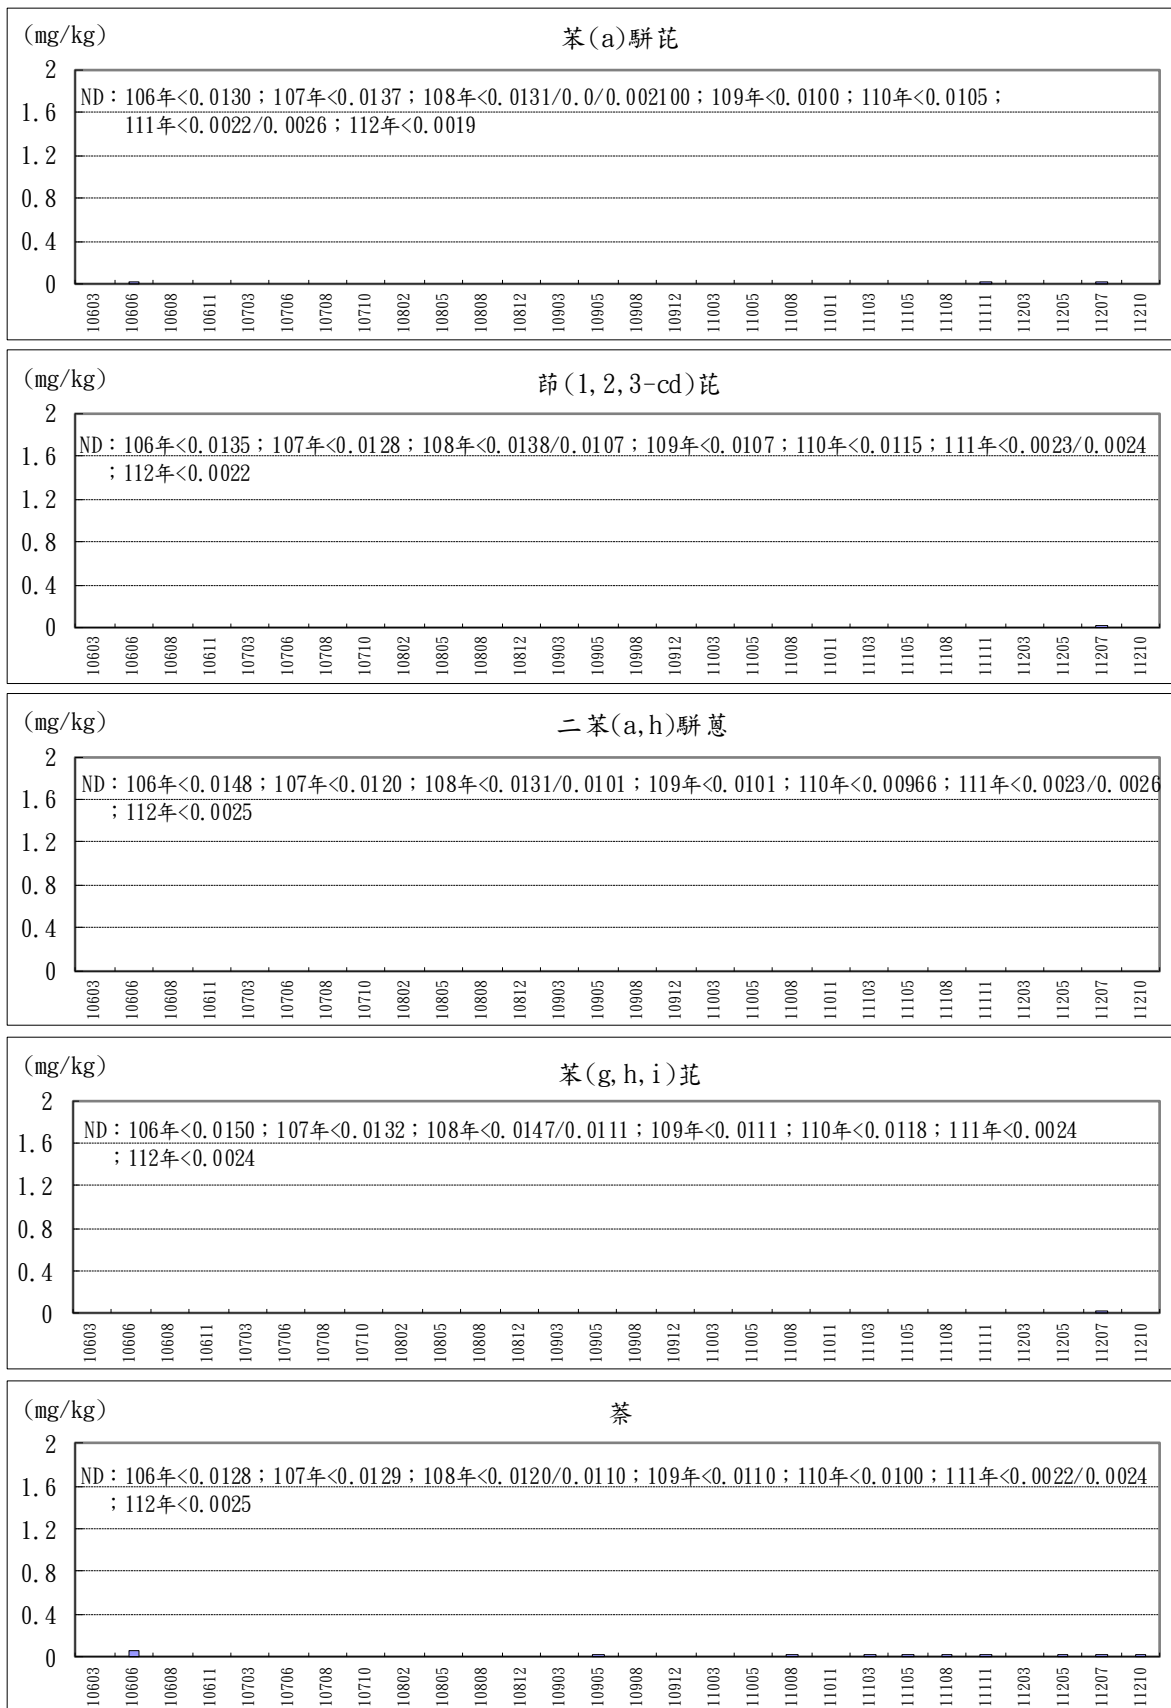 (mg/kg)
苯(a)駢芘
2
ND：106年<0.0130；107年<0.0137；108年<0.0131/0.0/0.002100；109年<0.0100；110年<0.0105；
1.6
111年<0.0022/0.0026；112年<0.0019
1.2
0.8
0.4
0
10603 10606 10608 10611 10703 10706 10708 10710 10802 10805 10808 10812 10903 10905 10908 10912 11003 11005 11008 11011 11103 11105 11108 11111 11203 11205 11207 11210
(mg/kg)
茚(1,2,3-cd)芘
2
ND：106年<0.0135；107年<0.0128；108年<0.0138/0.0107；109年<0.0107；110年<0.0115；111年<0.0023/0.0024
1.6
；112年<0.0022
1.2
0.8
0.4
0
10603 10606 10608 10611 10703 10706 10708 10710 10802 10805 10808 10812 10903 10905 10908 10912 11003 11005 11008 11011 11103 11105 11108 11111 11203 11205 11207 11210
(mg/kg)
二苯(a,h)駢蒽
2
ND：106年<0.0148；107年<0.0120；108年<0.0131/0.0101；109年<0.0101；110年<0.00966；111年<0.0023/0.0026
1.6
；112年<0.0025
1.2
0.8
0.4
0
10603 10606 10608 10611 10703 10706 10708 10710 10802 10805 10808 10812 10903 10905 10908 10912 11003 11005 11008 11011 11103 11105 11108 11111 11203 11205 11207 11210
(mg/kg)
苯(g,h,i)芘
2
ND：106年<0.0150；107年<0.0132；108年<0.0147/0.0111；109年<0.0111；110年<0.0118；111年<0.0024
1.6
；112年<0.0024
1.2
0.8
0.4
0
10603 10606 10608 10611 10703 10706 10708 10710 10802 10805 10808 10812 10903 10905 10908 10912 11003 11005 11008 11011 11103 11105 11108 11111 11203 11205 11207 11210
(mg/kg)
萘
2
ND：106年<0.0128；107年<0.0129；108年<0.0120/0.0110；109年<0.0110；110年<0.0100；111年<0.0022/0.0024
1.6
；112年<0.0025
1.2
0.8
0.4
0
10603 10606 10608 10611 10703 10706 10708 10710 10802 10805 10808 10812 10903 10905 10908 10912 11003 11005 11008 11011 11103 11105 11108 11111 11203 11205 11207 11210